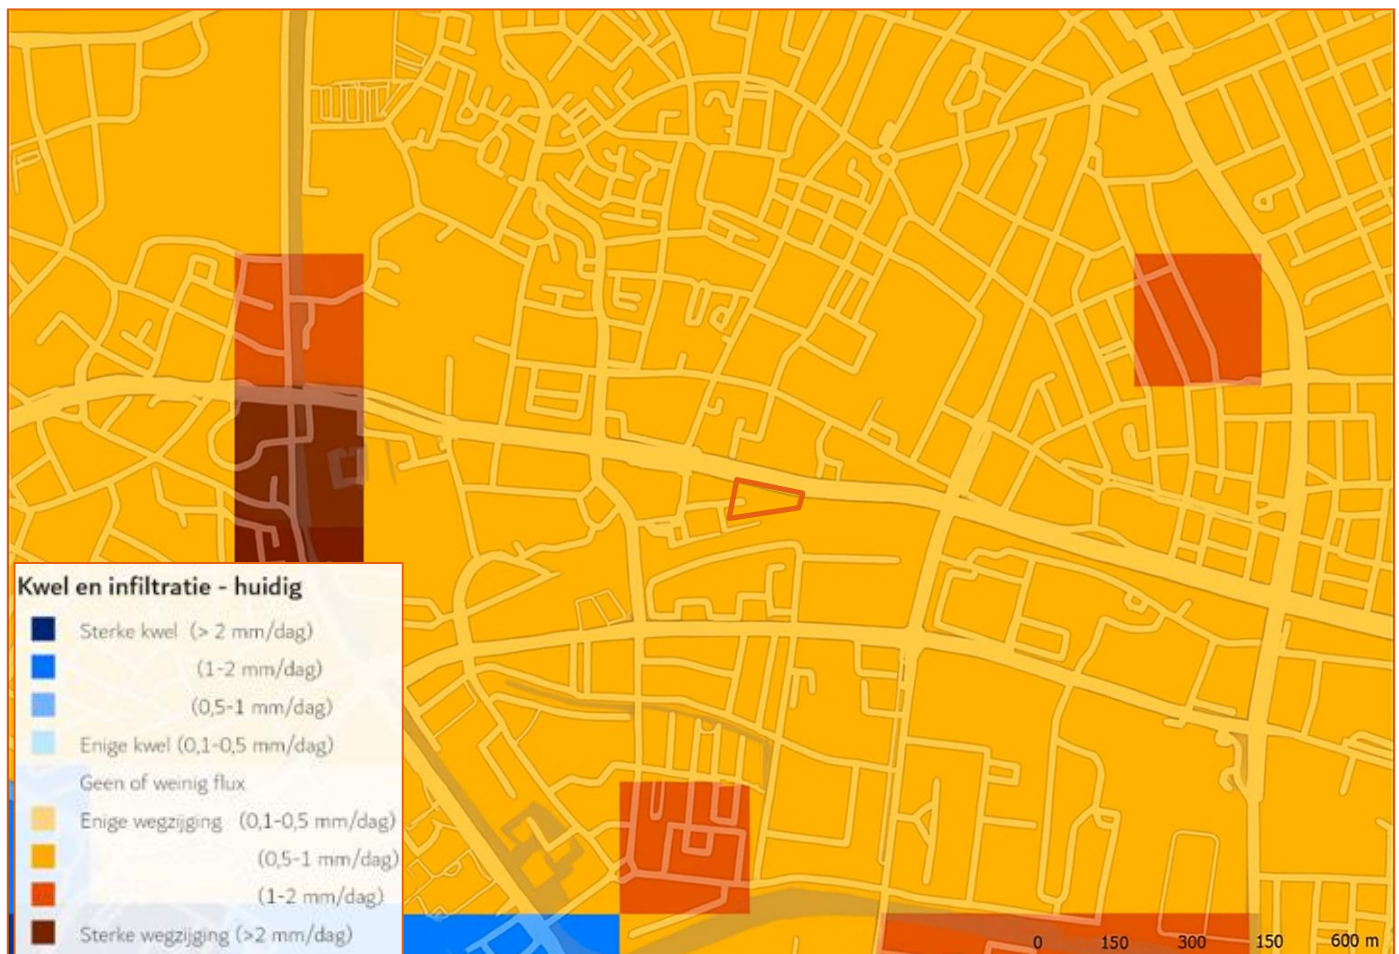 Kwel en infiltratie - huidig
Sterke kwel (> 2 mm/dag)
(1-2 mm/dag)
(0,5-1 mm/dag)
Enige kwel (0,1-0,5 mm/dag)
Geen of weinig flux
Enige wegzijging (0,1-0,5 mm/dag)
(0,5-1 mm/dag)
(1-2 mm/dag)
Sterke wegzijging (>2 mm/dag)
0 150 300 150 600 m